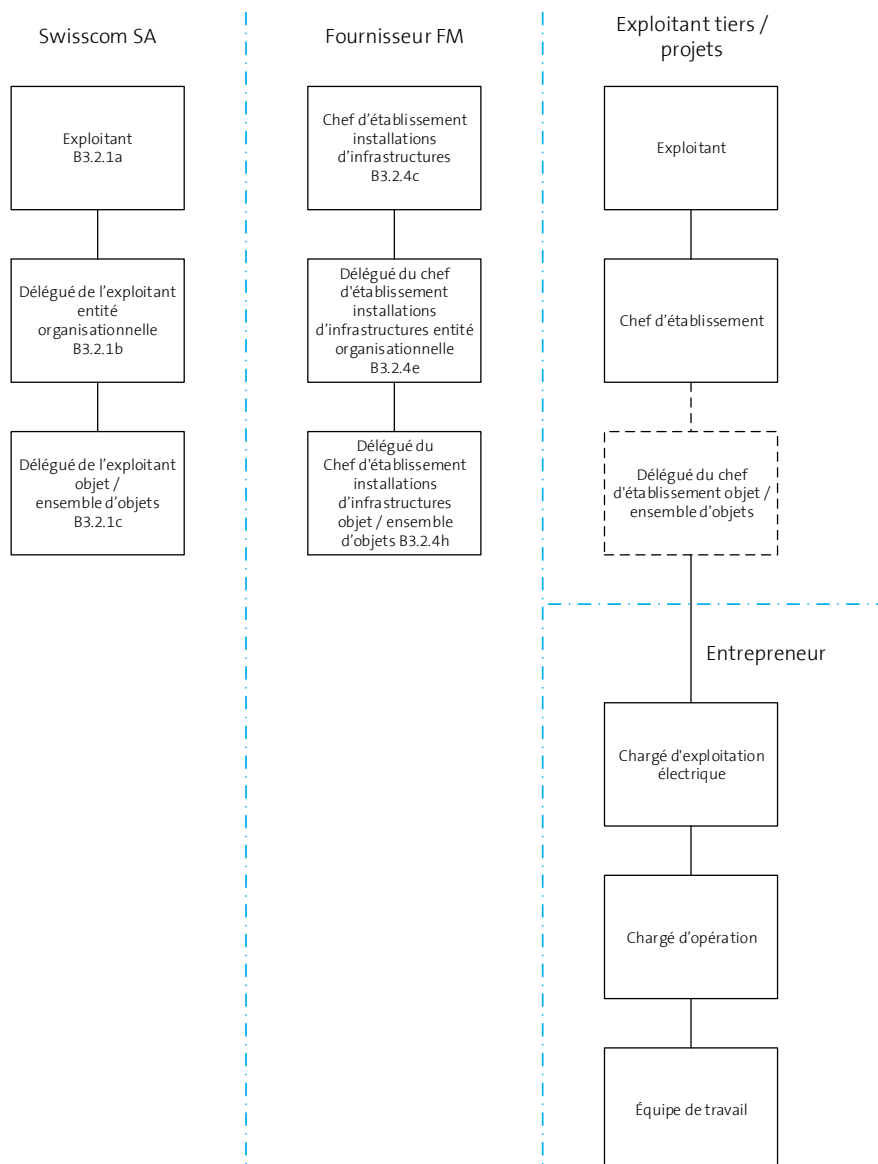 Swisscom SA
Exploitant
B3.2.1a
Délégué de l'exploitant
entité
organisationnelle
B3.2.1b
Délégué de l'exploitant
objet /
ensemble d'objets
B3.2.1c
Fournisseur FM
Chef d'établissement
installations
d'infrastructures
B3.2.4c
Délégué du chef
d'établissement
installations
d'infrastructures entité
organisationnelle
B3.2.4e
Délégué du
Chef d'établissement
installations
d'infrastructures
objet / ensemble
d'objets B3.2.4h
Exploitant tiers /
projets
Exploitant
Chef d'établissement
Délégué du chef
d'établissement objet /
ensemble d'objets
Entrepreneur
Chargé d'exploitation
électrique
Chargé d'opération
Équipe de travail